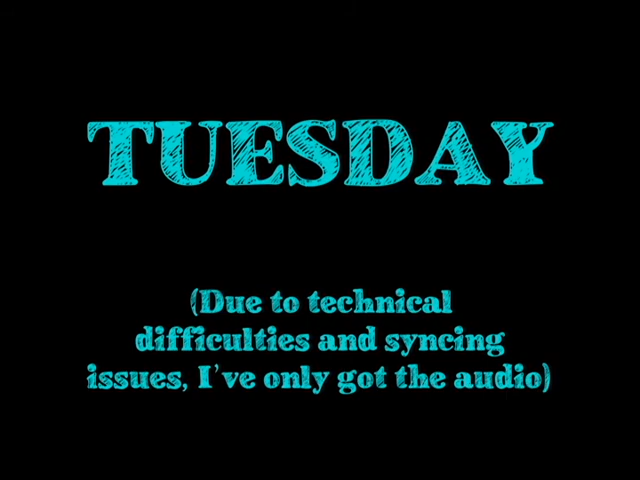 TUESDAY
(Due to technical
difficulties and syncing
issues, I've only got the audio)